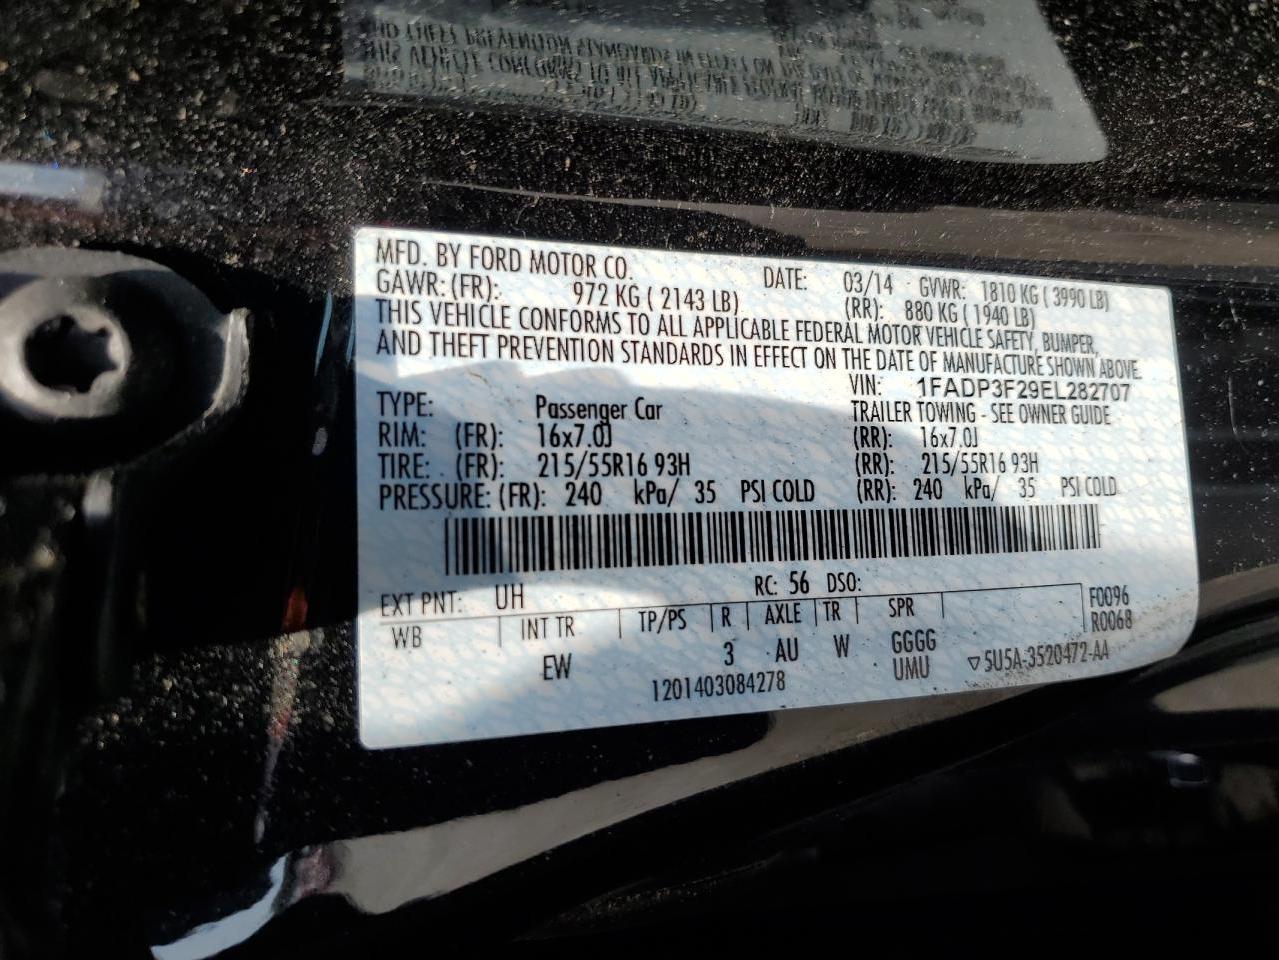 MFD. BY FORD MOTOR CO. DATE: 03/14 GVWR: 1810 KG ( 3990 LB)
GAWR: (FR): 972 KG ( 2143 LB) (RR): 880 KG ( 1940 LB)
THIS VEHICLE CONFORMS TO ALL APPLICABLE FEDERAL MOTOR VEHICLE SAFETY, BUMPER,
AND THEFT PREVENTION STANDARDS IN EFFECT ON THE DATE OF MANUFACTURE SHOWN ABOVE.
VIN: 1FADP3F29EL282707
TYPE: Passenger Car TRAILER TOWING - SEE OWNER GUIDE
RIM: (FR): 16x7.0J (RR): 16x7.0J
TIRE: (FR): 215/55R16 93H (RR): 215/55R16 93H
PRESSURE: (FR): 240 kPa/ 35 PSI COLD (RR): 240 kPa/ 35 PSI COLD
EXT PNT: UH RC: 56 DSO: F0096
WB INT TR TP/PS R AXLE TR SPR R0068
EW 3 AU W GGGG
1201403084278 UMU ▽5U5A-3520472-AA